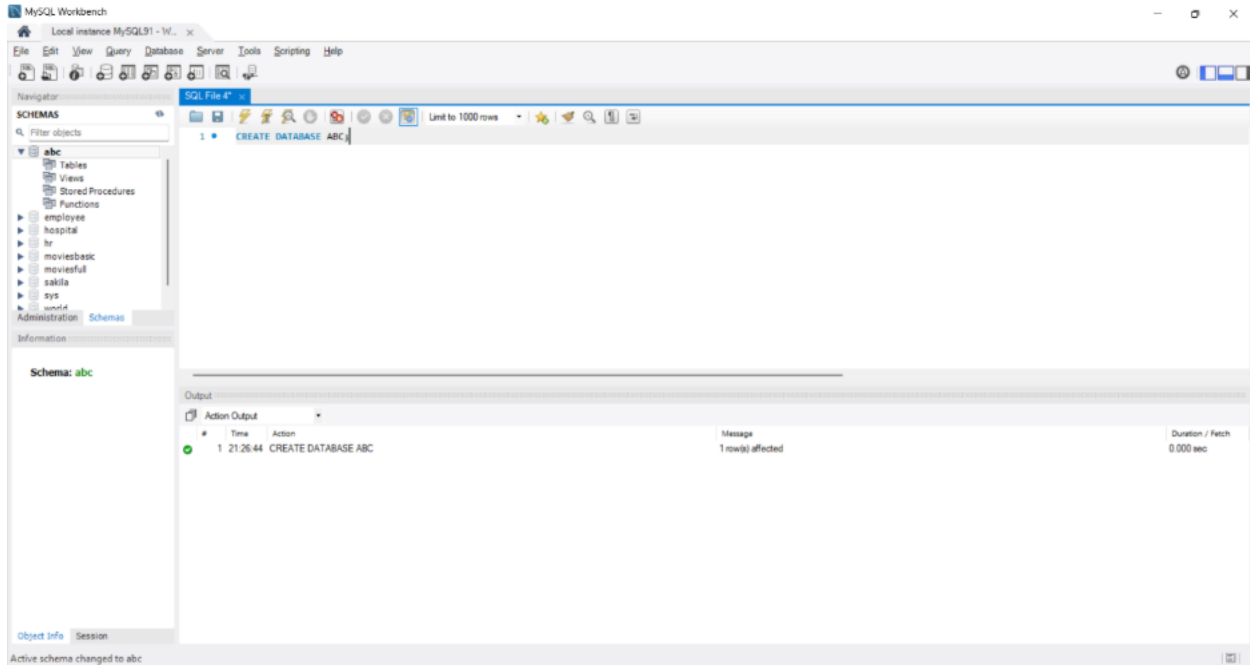 MySQL Workbench
Local instance MySQL91 - W...
File Edit View Query Database Server Tools Scripting Help
Navigator
SQL File 4*
SCHEMAS
Filter objects
Limit to 1000 rows
1 CREATE DATABASE ABC;
abc
Tables
Views
Stored Procedures
Functions
employee
hospital
hr
moviesbasic
moviesfull
sakila
sys
world
Administration Schemas
Information
Schema: abc
Output
Action Output
# Time Action Message Duration / Fetch
1 21:26:44 CREATE DATABASE ABC 1 row(s) affected 0.000 sec
Object Info Session
Active schema changed to abc